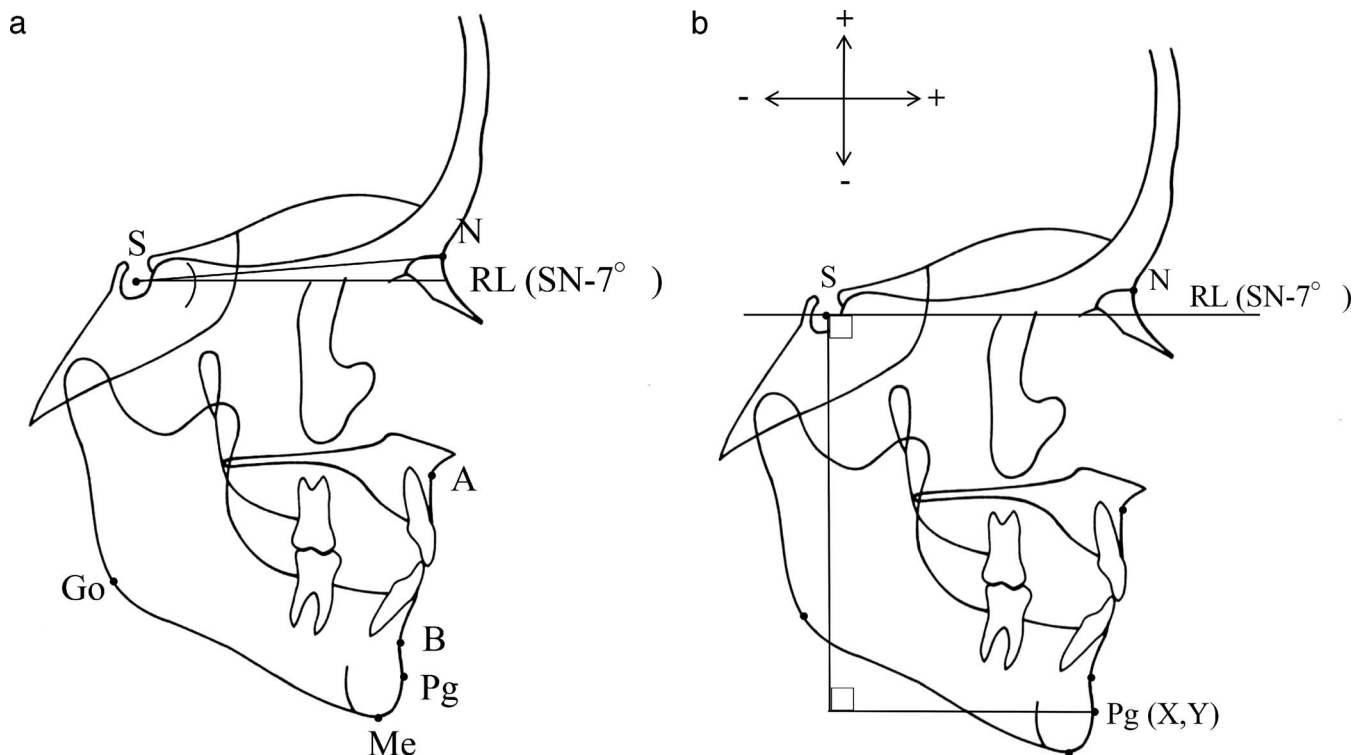 a
S
N
RL (SN-7° )
A
Go
B
Pg
Me
b
+
-
+
-
S
N
RL (SN-7° )
Pg (X,Y)